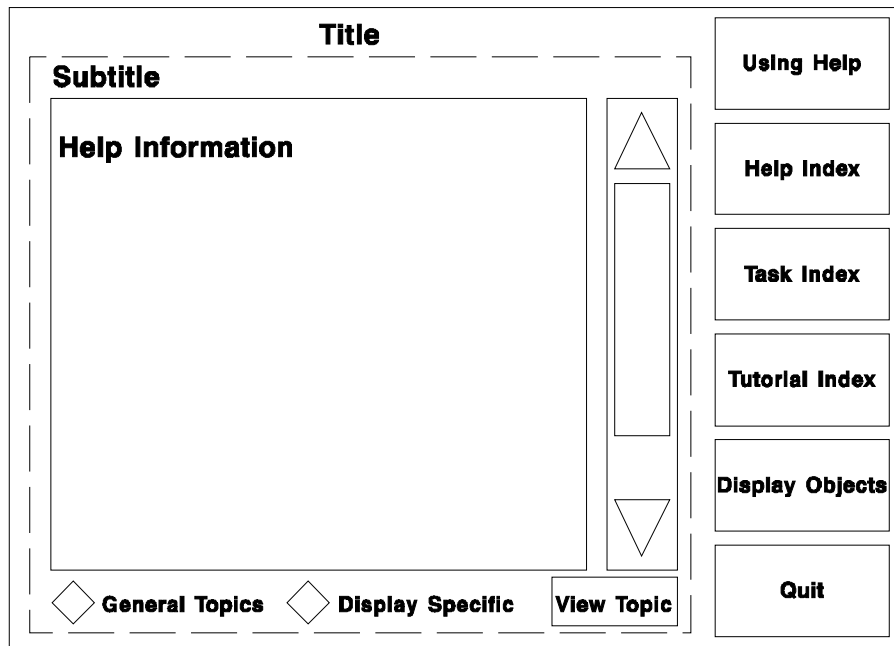 Title
Subtitle
Help Information
General Topics
Display Specific
View Topic
Using Help
Help Index
Task Index
Tutorial Index
Display Objects
Quit